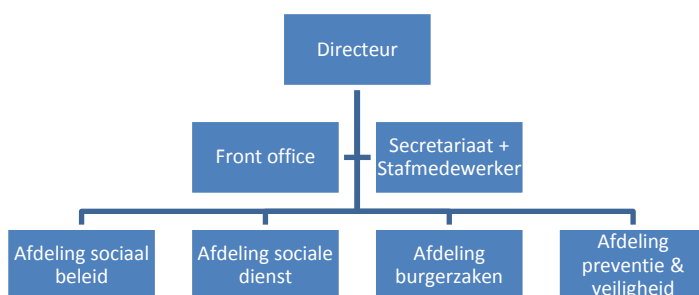 Directeur
Front office
Secretariaat +
Stafmedewerker
Afdeling sociaal
beleid
Afdeling sociale
dienst
Afdeling
burgerzaken
Afdeling
preventie &
veiligheid